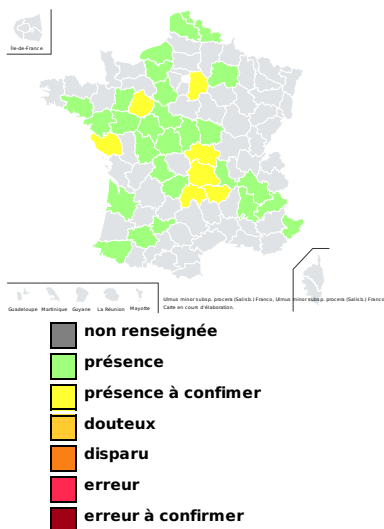 Île-de-France
Guadeloupe Martinique Guyane La Réunion Mayotte
Ulmus minor subsp. procera (Salisb.) Franco, Ulmus minor subsp. procera (Salisb.) Franco
Carte en cours d'élaboration.
non renseignée
présence
présence à confimer
douteux
disparu
erreur
erreur à confirmer